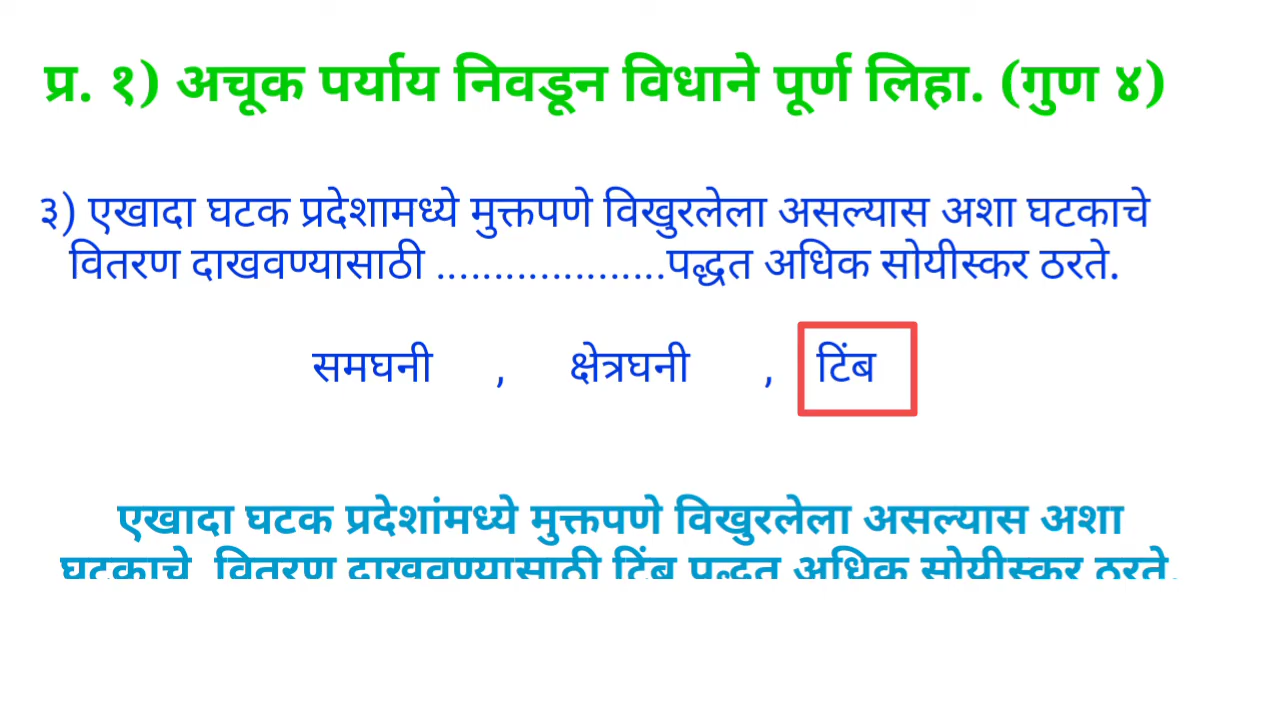 प्र. १) अचूक पर्याय निवडून विधाने पूर्ण लिहा. (गुण ४)
३) एखादा घटक प्रदेशामध्ये मुक्तपणे विखुरलेला असल्यास अशा घटकाचे
वितरण दाखवण्यासाठी ....................पद्धत अधिक सोयीस्कर ठरते.
समघनी , क्षेत्रघनी , टिंब
एखादा घटक प्रदेशांमध्ये मुक्तपणे विखुरलेला असल्यास अशा
घटकाचे वितरण दाखवण्यासाठी टिंब पद्धत अधिक सोयीस्कर ठरते.